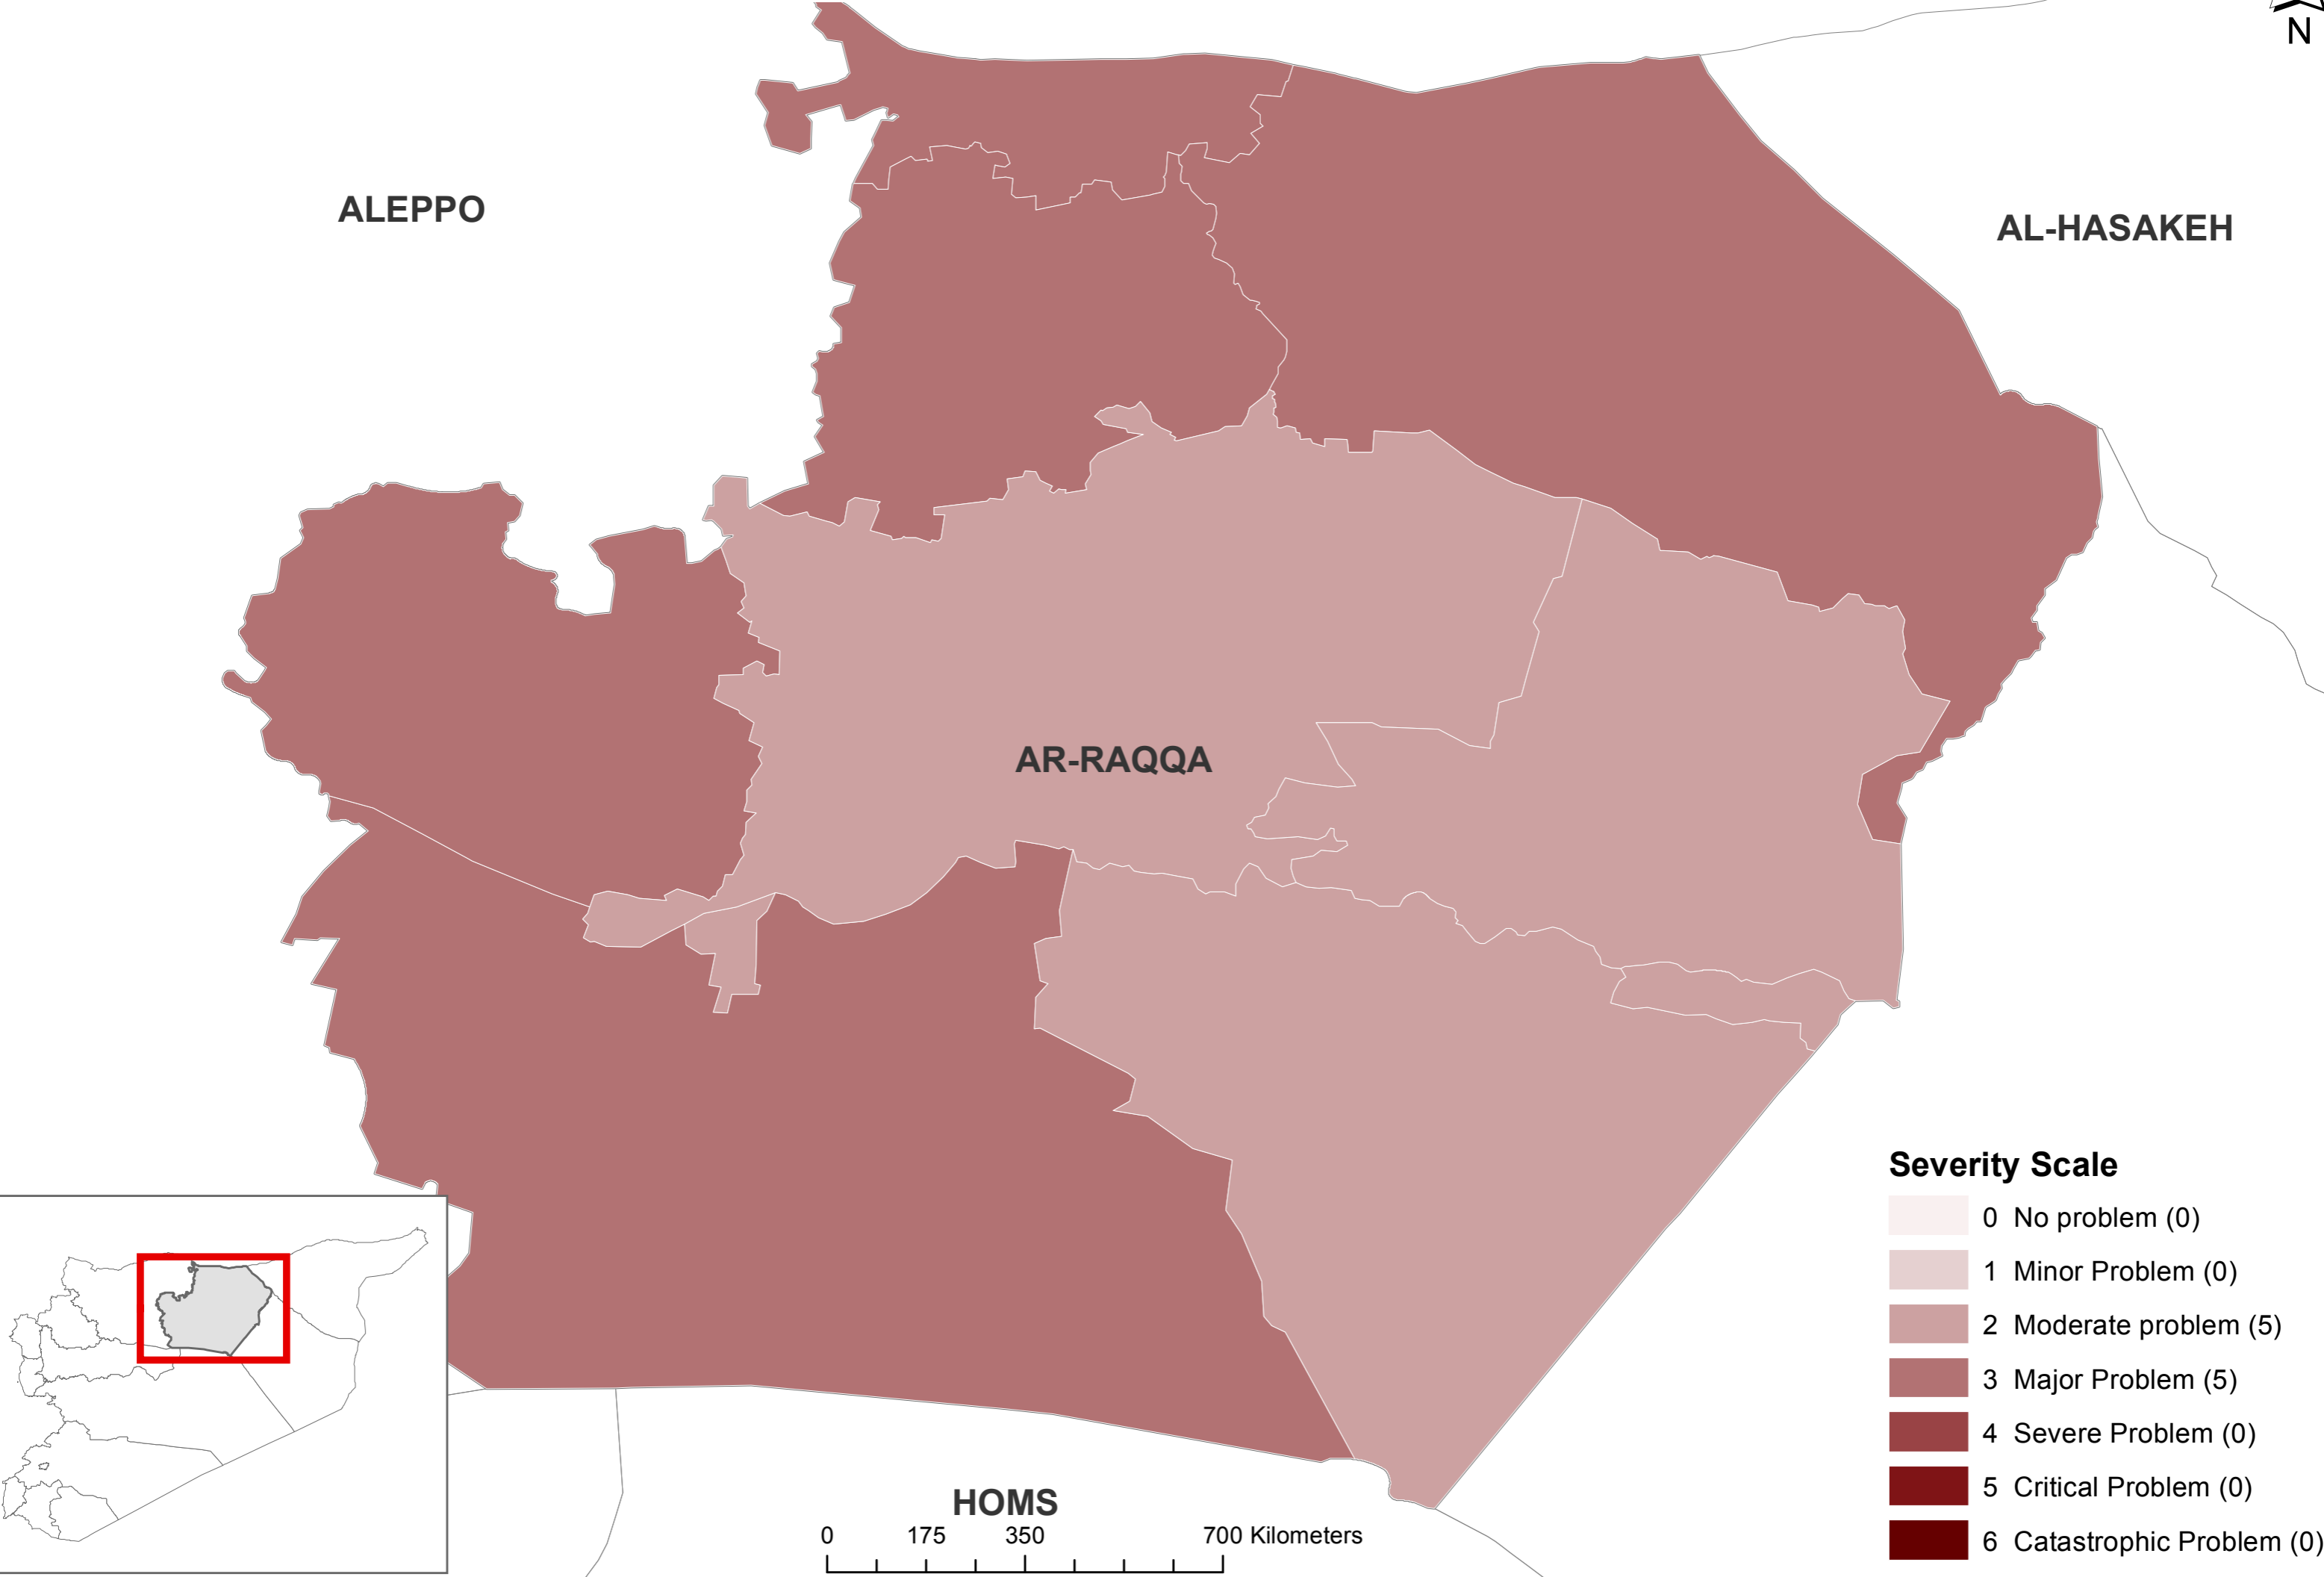 N
ALEPPO
AL-HASAKEH
AR-RAQQA
HOMS
0 175 350 700 Kilometers
Severity Scale
0 No problem (0)
1 Minor Problem (0)
2 Moderate problem (5)
3 Major Problem (5)
4 Severe Problem (0)
5 Critical Problem (0)
6 Catastrophic Problem (0)